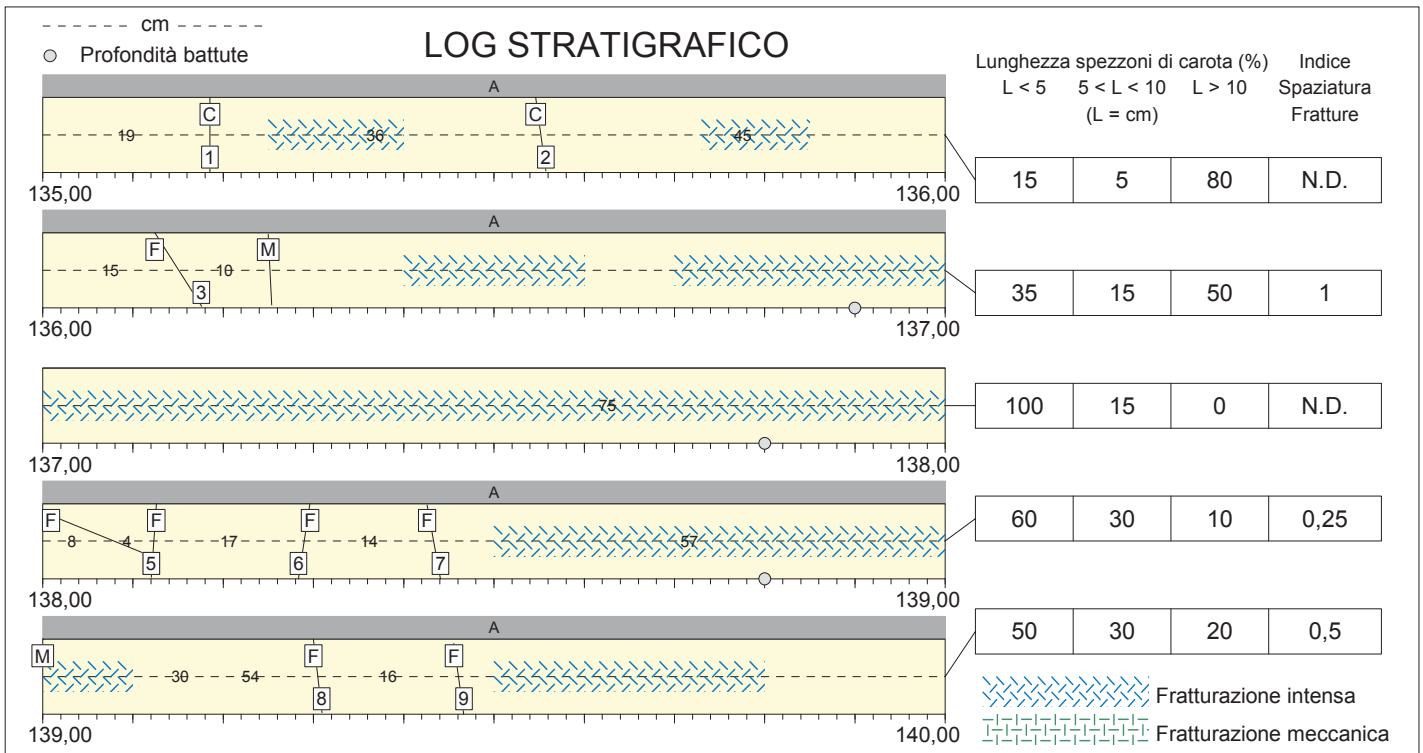 cm
Profondità battute
LOG STRATIGRAFICO
Lunghezza spezzoni di carota (%) Indice
L < 5 5 < L < 10 L > 10 Spaziatura
(L = cm) Fratture
A
C C
19 36 45
1 2
135,00 136,00
15 5 80 N.D.
A
F M
15 10
3
136,00 137,00
35 15 50 1
75
137,00 138,00
100 15 0 N.D.
A
F F F F
8 4 17 14 57
5 6 7
138,00 139,00
60 30 10 0,25
A
M F F
30 54 16
8 9
139,00 140,00
50 30 20 0,5
Fratturazione intensa
Fratturazione meccanica